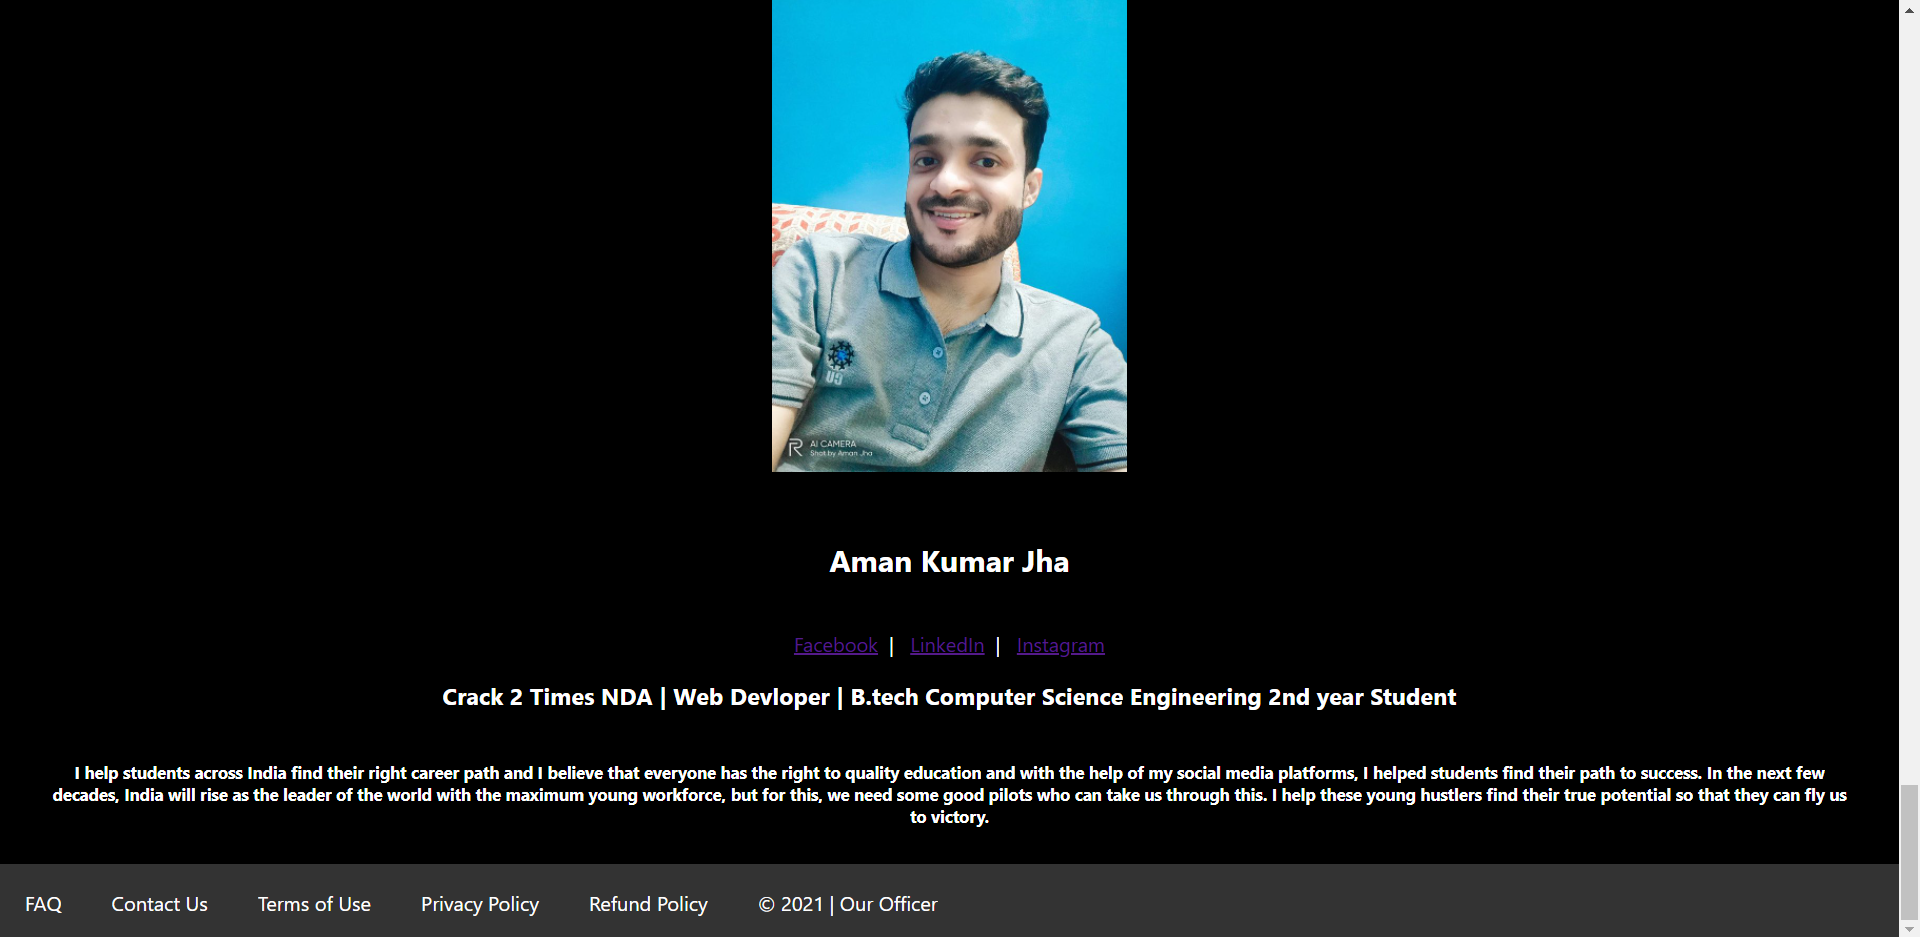 GU
AI CAMERA
Shot by Aman Jha
Aman Kumar Jha
Facebook | LinkedIn | Instagram
Crack 2 Times NDA | Web Devloper | B.tech Computer Science Engineering 2nd year Student
I help students across India find their right career path and I believe that everyone has the right to quality education and with the help of my social media platforms, I helped students find their path to success. In the next few
decades, India will rise as the leader of the world with the maximum young workforce, but for this, we need some good pilots who can take us through this. I help these young hustlers find their true potential so that they can fly us
to victory.
FAQ Contact Us Terms of Use Privacy Policy Refund Policy © 2021 | Our Officer